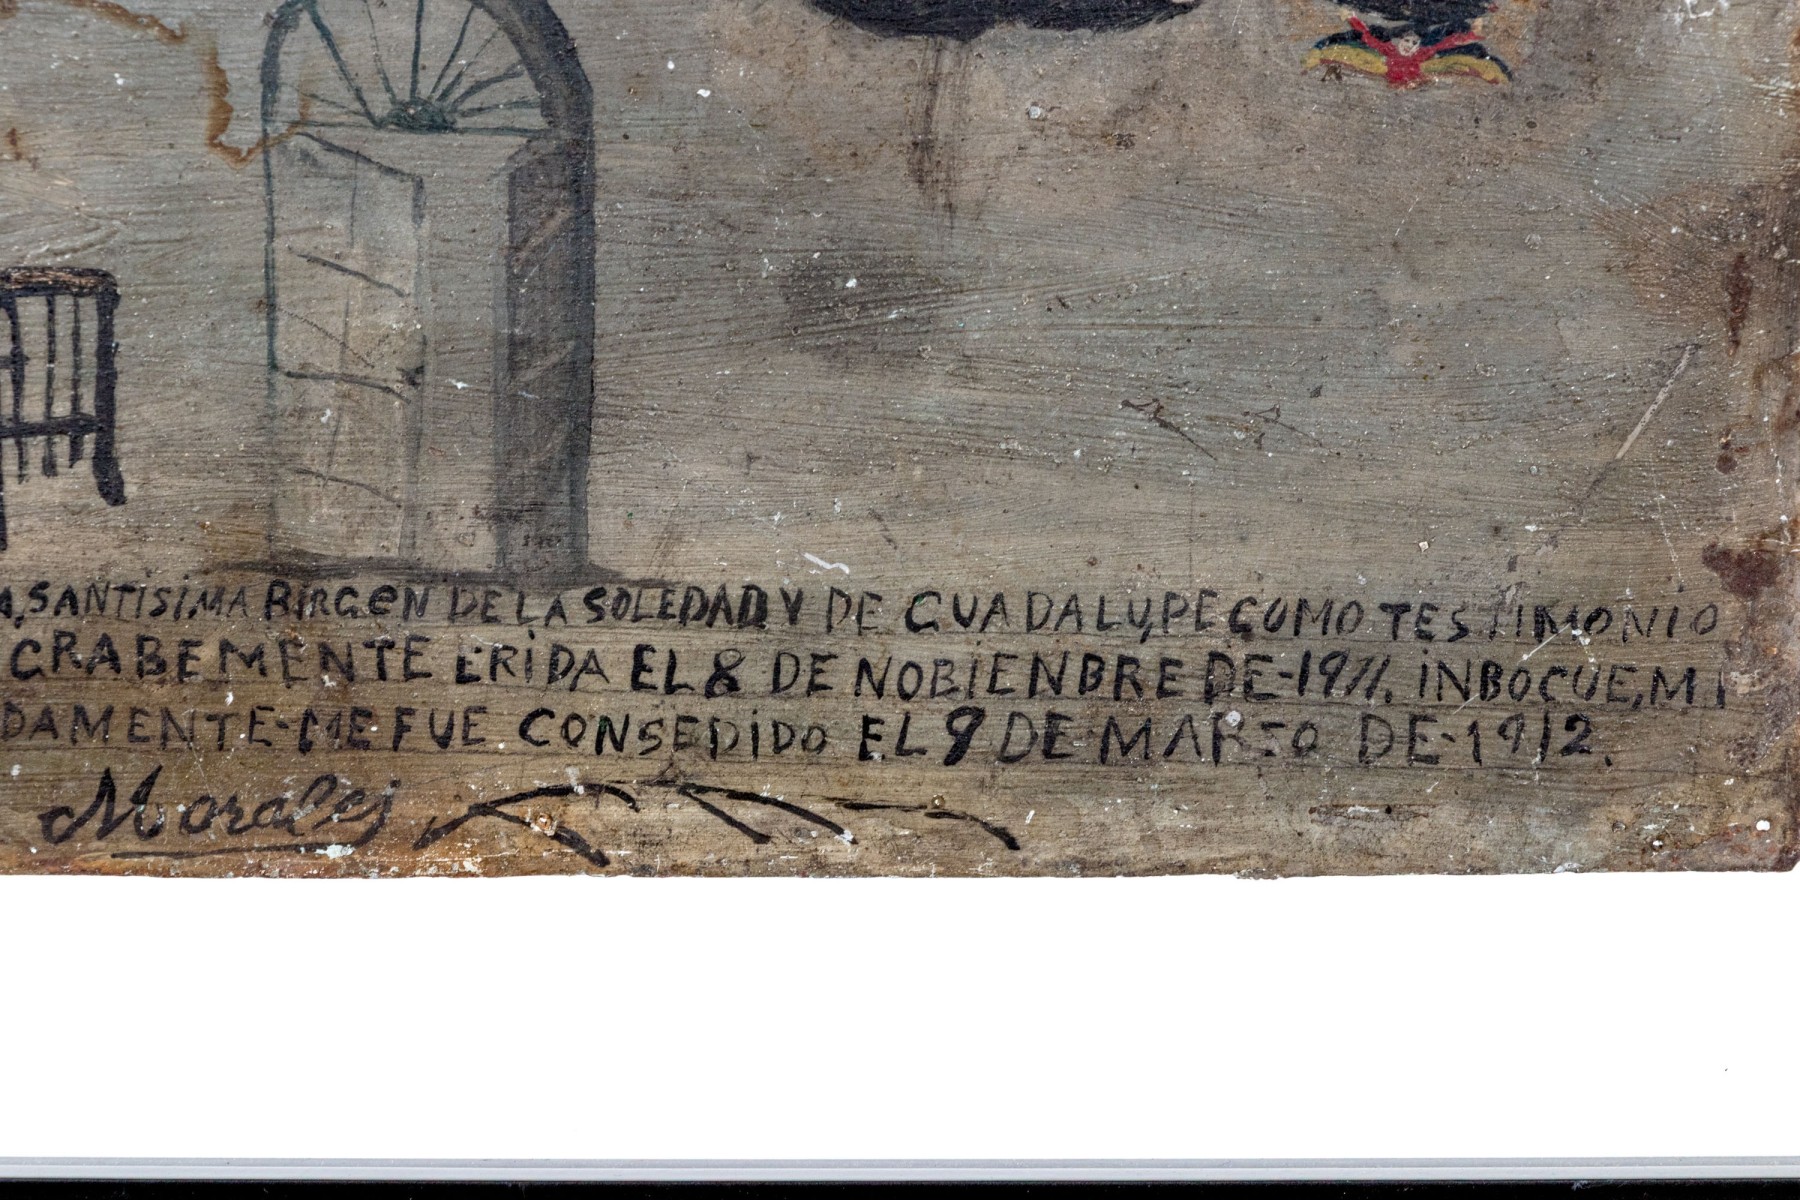 A, SANTISIMA BIRGEN DE LA SOLEDAD Y DE GUADALUPE COMO TESTIMONIO
GRABEMENTE ERIDA EL 8 DE NOBIENBRE DE-1911. INBOCUE, MI
DAMENTE-ME FUE CONSEDIDO EL 9 DE MARZO DE-1912.
Morales